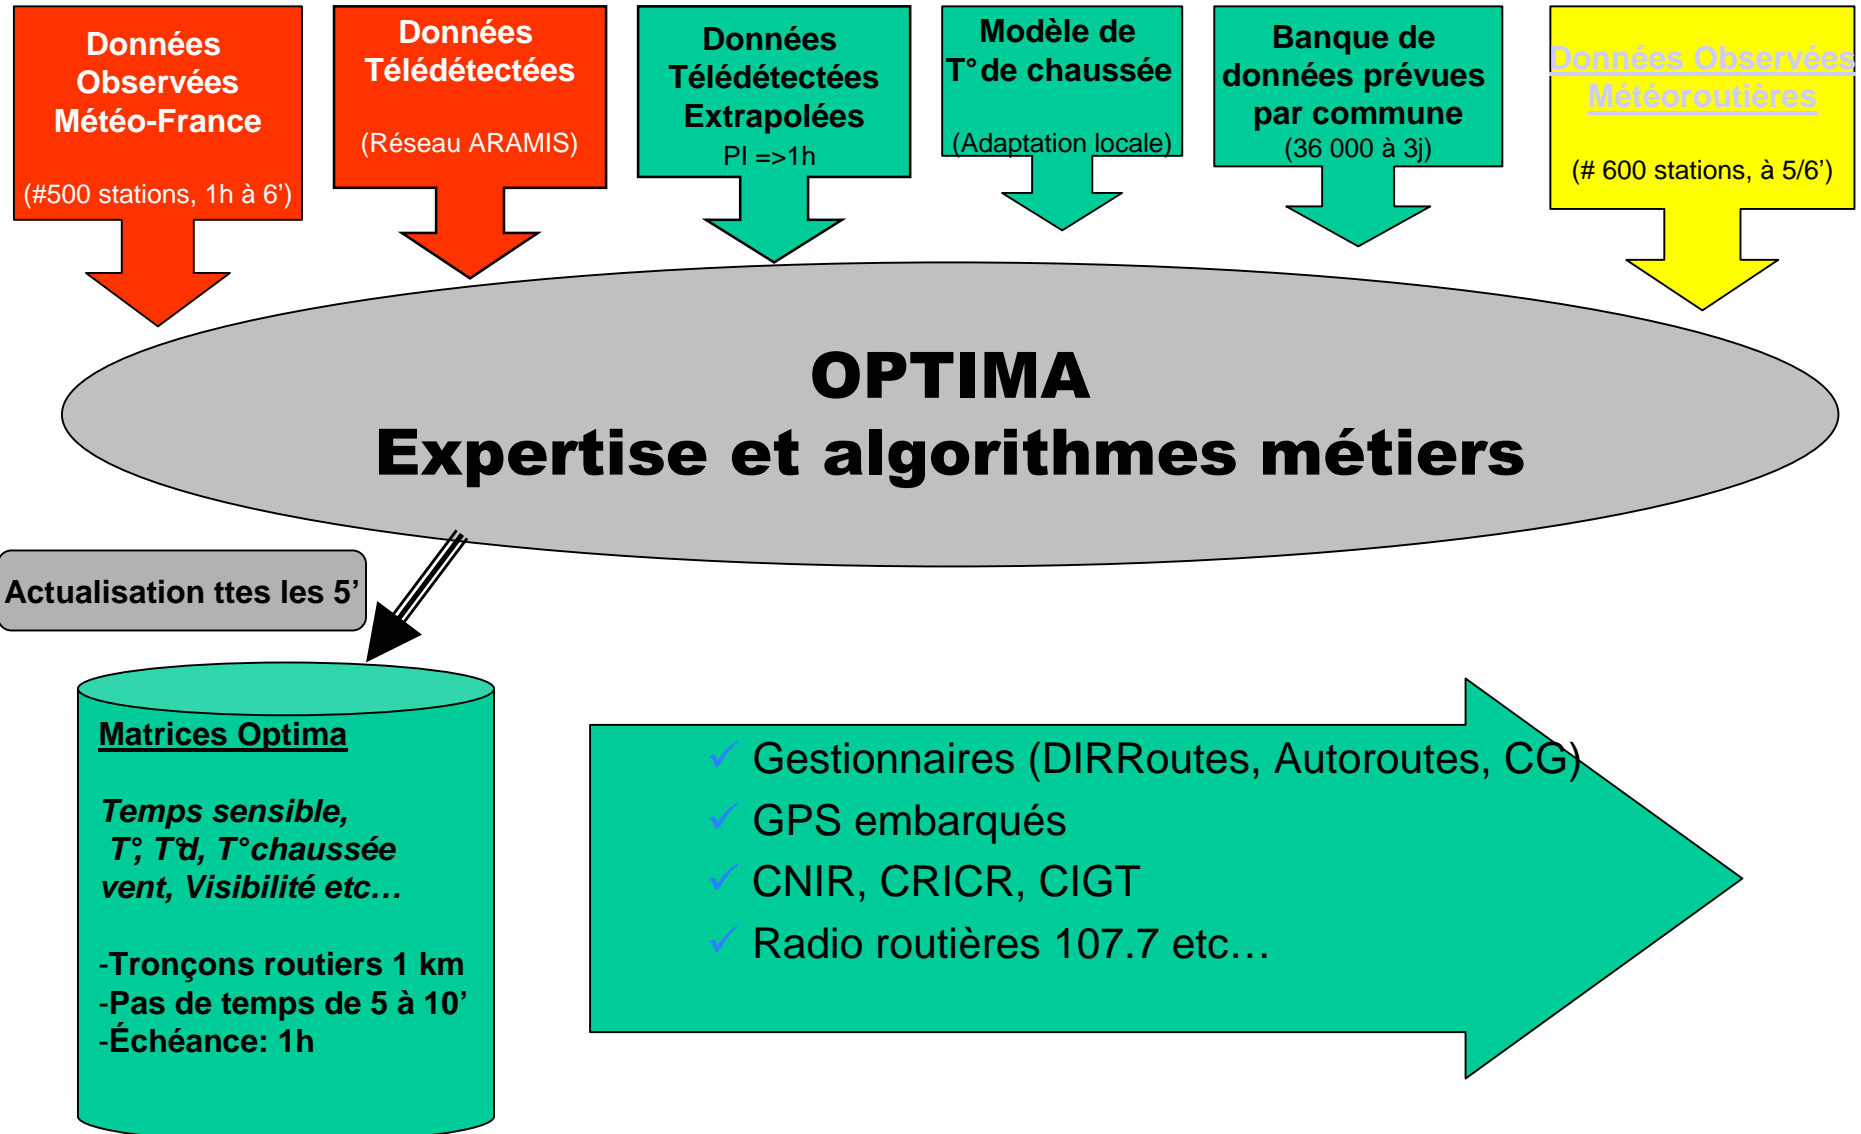 Données
Observées
Météo-France
(#500 stations, 1h à 6’)
Données
Télédétectées
(Réseau ARAMIS)
Données
Télédétectées
Extrapolées
PI =>1h
Modèle de
T° de chaussée
(Adaptation locale)
Banque de
données prévues
par commune
(36 000 à 3j)
Données Observées
Météoroutières
(# 600 stations, à 5/6’)
OPTIMA
Expertise et algorithmes métiers
Actualisation ttes les 5’
Matrices Optima
Temps sensible,
T°, T°d, T° chaussée
vent, Visibilité etc…
-Tronçons routiers 1 km
-Pas de temps de 5 à 10’
-Échéance: 1h
✓ Gestionnaires (DIRRoutes, Autoroutes, CG)
✓ GPS embarqués
✓ CNIR, CRICR, CIGT
✓ Radio routières 107.7 etc…